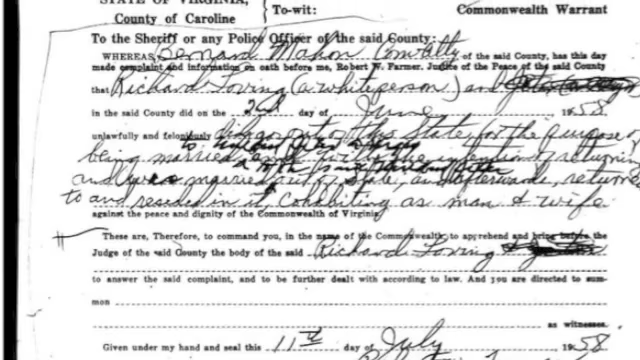 STATE OF VIRGINIA,
County of Caroline } To-wit: Commonwealth Warrant
To the Sheriff or any Police Officer of the said County:
WHEREAS, Bernard Mahon of the said County, has this day
made complaint and information on oath before me, Robert W. Farmer, Justice of the Peace of the said County
that Richard Loving (a white person) and
in the said County did on the 2nd day of June 1958
unlawfully and feloniously go out of this State, for the purpose of
being married and with the intention of returning
and was married out of State, and afterwards, returned
to and resided in it, cohabiting as man & wife
against the peace and dignity of the Commonwealth of Virginia
These are, Therefore, to command you, in the name of the Commonwealth, to apprehend and bring before the
Judge of the said County the body of the said Richard Loving
to answer the said complaint, and to be further dealt with according to law. And you are directed to sum-
mon
as witnesses.
Given under my hand and seal this 11th day of July 1958